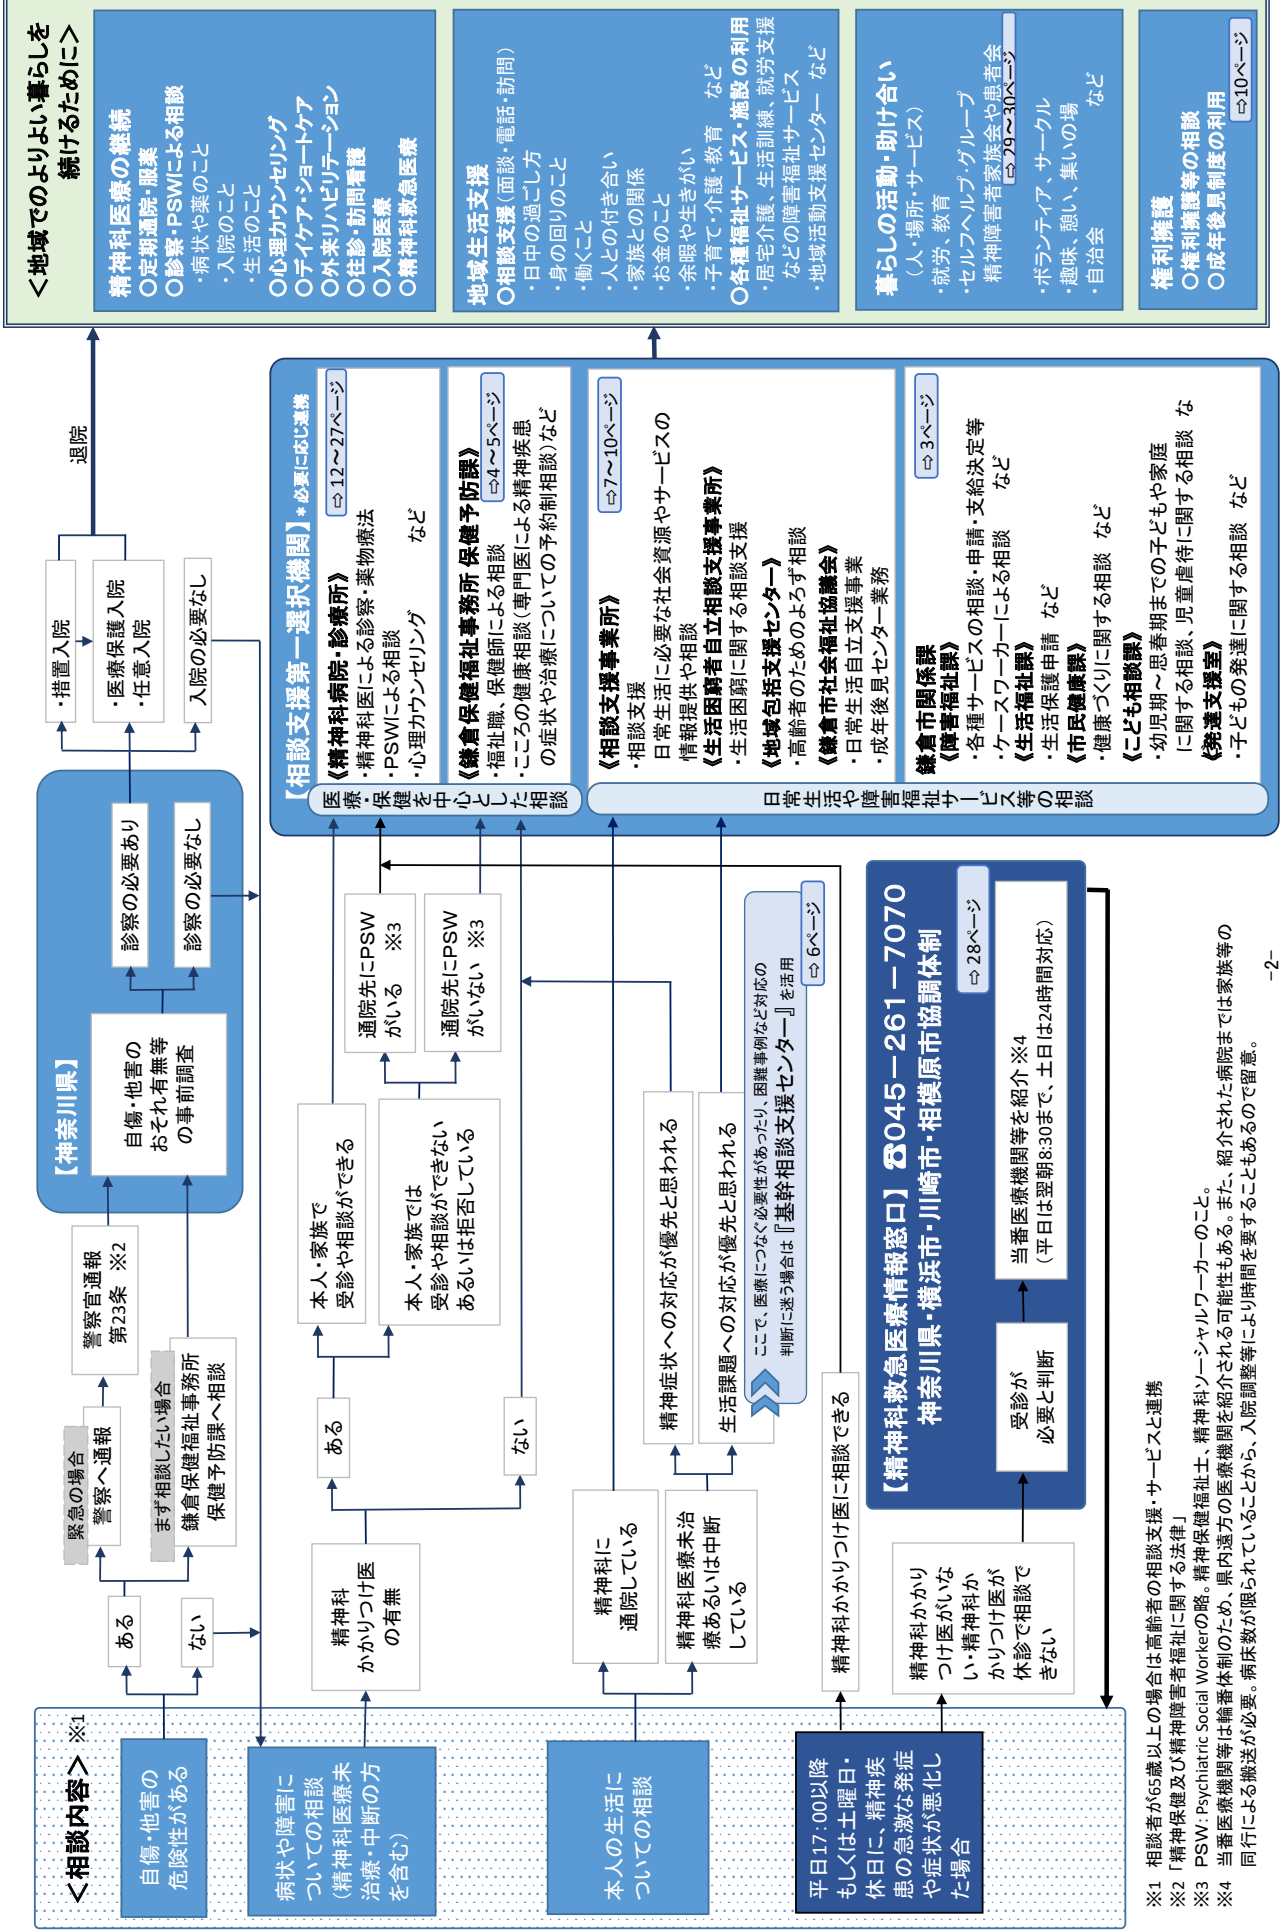 ＜相談内容＞ ※1
自傷・他害の
危険性がある
病状や障害に
ついての相談
（精神科医療未
治療・中断の方
を含む）
本人の生活に
ついての相談
平日17:00以降
もしくは土曜日・
休日に、精神疾
患の急激な発症
や症状が悪化し
た場合
ある
ない
緊急の場合
警察へ通報
まず相談したい場合
鎌倉保健福祉事務所
保健予防課へ相談
警察官通報
第23条 ※2
【神奈川県】
自傷・他害の
おそれ有無等
の事前調査
診察の必要あり
診察の必要なし
・措置入院
・医療保護入院
・任意入院
入院の必要なし
退院
精神科
かかりつけ医
の有無
ある
ない
本人・家族で
受診や相談ができる
本人・家族では
受診や相談ができない
あるいは拒否している
通院先にPSW
がいる ※3
通院先にPSW
がいない ※3
精神科に
通院している
精神科医療未治
療あるいは中断
している
精神症状への対応が優先と思われる
生活課題への対応が優先と思われる
ここで、医療につなぐ必要性があったり、困難事例など対応の
判断に迷う場合は『基幹相談支援センター』を活用
⇨ 6ページ
精神科かかりつけ医に相談できる
精神科かかり
つけ医がいな
い・精神科か
かりつけ医が
休診で相談で
きない
【精神科救急医療情報窓口】☎045－261－7070
神奈川県・横浜市・川崎市・相模原市協調体制
⇨ 28ページ
受診が
必要と判断
当番医療機関等を紹介※4
（平日は翌朝8:30まで、土日は24時間対応）
【相談支援第一選択機関】＊必要に応じ連携
医療・保健を中心とした相談
《精神科病院・診療所》
⇨ 12～27ページ
・精神科医による診察・薬物療法
・PSWによる相談
・心理カウンセリング など
《鎌倉保健福祉事務所 保健予防課》
⇨4～5ページ
・福祉職、保健師による相談
・こころの健康相談（専門医による精神疾患
の症状や治療についての予約制相談）など
日常生活や障害福祉サービス等の相談
《相談支援事業所》
⇨7～10ページ
・相談支援
日常生活に必要な社会資源やサービスの
情報提供や相談
《生活困窮者自立相談支援事業所》
・生活困窮に関する相談支援
《地域包括支援センター》
・高齢者のためのよろず相談
《鎌倉市社会福祉協議会》
・日常生活自立支援事業
・成年後見センター業務
鎌倉市関係課
⇨ 3ページ
《障害福祉課》
・各種サービスの相談・申請・支給決定等
・ケースワーカーによる相談 など
《生活福祉課》
・生活保護申請 など
《市民健康課》
・健康づくりに関する相談 など
《こども相談課》
・幼児期～思春期までの子どもや家庭
に関する相談、児童虐待に関する相談 な
《発達支援室》
・子どもの発達に関する相談 など
＜地域でのよりよい暮らしを
続けるために＞
精神科医療の継続
○定期通院・服薬
○診察・PSWによる相談
・病状や薬のこと
・入院のこと
・生活のこと
○心理カウンセリング
○デイケア・ショートケア
○外来リハビリテーション
○往診・訪問看護
○入院医療
○精神科救急医療
地域生活支援
○相談支援（面談・電話・訪問）
・日中の過ごし方
・身の回りのこと
・働くこと
・人との付き合い
・家族との関係
・お金のこと
・余暇や生きがい
・子育て・介護・教育 など
○各種福祉サービス・施設の利用
・居宅介護、生活訓練、就労支援
などの障害福祉サービス
・地域活動支援センター など
暮らしの活動・助け合い
（人・場所・サービス）
・就労、教育
・セルフヘルプ・グループ
精神障害者家族会や患者会
⇨ 29～30ページ
・ボランティア、サークル
・趣味、憩い、集いの場
・自治会 など
権利擁護
○権利擁護等の相談
○成年後見制度の利用
⇨10ページ
※1 相談者が65歳以上の場合は高齢者の相談支援・サービスと連携
※2 「精神保健及び精神障害者福祉に関する法律」
※3 PSW：Psychiatric Social Workerの略。精神保健福祉士、精神科ソーシャルワーカーのこと。
※4 当番医療機関等は輪番体制のため、県内遠方の医療機関を紹介される可能性もある。また、紹介された病院までは家族等の
同行による搬送が必要。病床数が限られていることから、入院調整等により時間を要することもあるので留意。
-2-